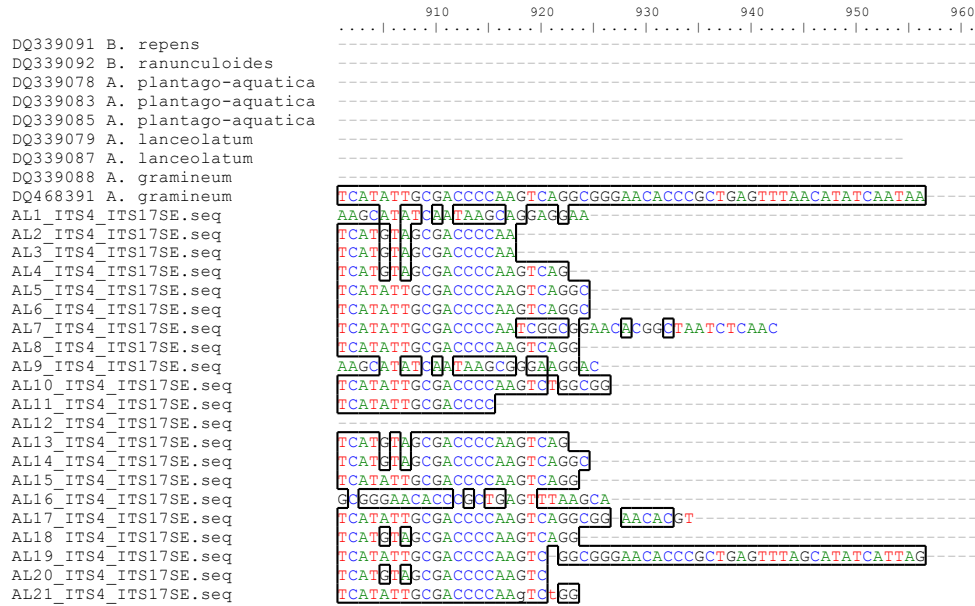 910 920 930 940 950 960
DQ339091 B. repens
DQ339092 B. ranunculoides
DQ339078 A. plantago-aquatica
DQ339083 A. plantago-aquatica
DQ339085 A. plantago-aquatica
DQ339079 A. lanceolatum
DQ339087 A. lanceolatum
DQ339088 A. gramineum
DQ468391 A. gramineum TCATATTGCGACCCCAAGTCAGGCGGGAACACCCGCTGAGTTTAACATATCAATAA
AL1_ITS4_ITS17SE.seq AAGCATATCAATAAGCAGGAGGAA
AL2_ITS4_ITS17SE.seq TCATGTAGCGACCCCAA
AL3_ITS4_ITS17SE.seq TCATGTAGCGACCCCAA
AL4_ITS4_ITS17SE.seq TCATGTAGCGACCCCAAGTCAG
AL5_ITS4_ITS17SE.seq TCATATTGCGACCCCAAGTCAGGC
AL6_ITS4_ITS17SE.seq TCATATTGCGACCCCAAGTCAGGC
AL7_ITS4_ITS17SE.seq TCATATTGCGACCCCAATCGGCGGAACACGGCTAATCTCAAC
AL8_ITS4_ITS17SE.seq TCATATTGCGACCCCAAGTCAGG
AL9_ITS4_ITS17SE.seq AAGCATATCAATAAGCGGGAAGGAC
AL10_ITS4_ITS17SE.seq TCATATTGCGACCCCAAGTCTGGCGG
AL11_ITS4_ITS17SE.seq TCATATTGCGACCCC
AL12_ITS4_ITS17SE.seq
AL13_ITS4_ITS17SE.seq TCATGTAGCGACCCCAAGTCAG
AL14_ITS4_ITS17SE.seq TCATGTAGCGACCCCAAGTCAGGC
AL15_ITS4_ITS17SE.seq TCATATTGCGACCCCAAGTCAGG
AL16_ITS4_ITS17SE.seq GCGGGAACACCCGCTGAGTTTAAGCA
AL17_ITS4_ITS17SE.seq TCATATTGCGACCCCAAGTCAGGCGG-AACACGT
AL18_ITS4_ITS17SE.seq TCATGTAGCGACCCCAAGTCAGG
AL19_ITS4_ITS17SE.seq TCATATTGCGACCCCAAGTC-GGCGGGAACACCCGCTGAGTTTAGCATATCATTAG
AL20_ITS4_ITS17SE.seq TCATGTAGCGACCCCAAGTC
AL21_ITS4_ITS17SE.seq TCATATTGCGACCCCAAgTCtGG